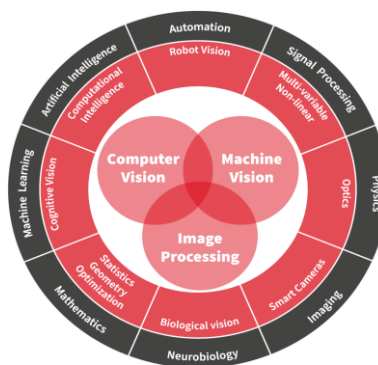 Automation
Robot Vision
Signal Processing
Multi-variable
Non-linear
Physics
Optics
Imaging
Smart Cameras
Neurobiology
Biological vision
Mathematics
Statistics
Geometry
Optimization
Machine Learning
Cognitive Vision
Artificial Intelligence
Computational
Intelligence
Computer
Vision
Machine
Vision
Image
Processing